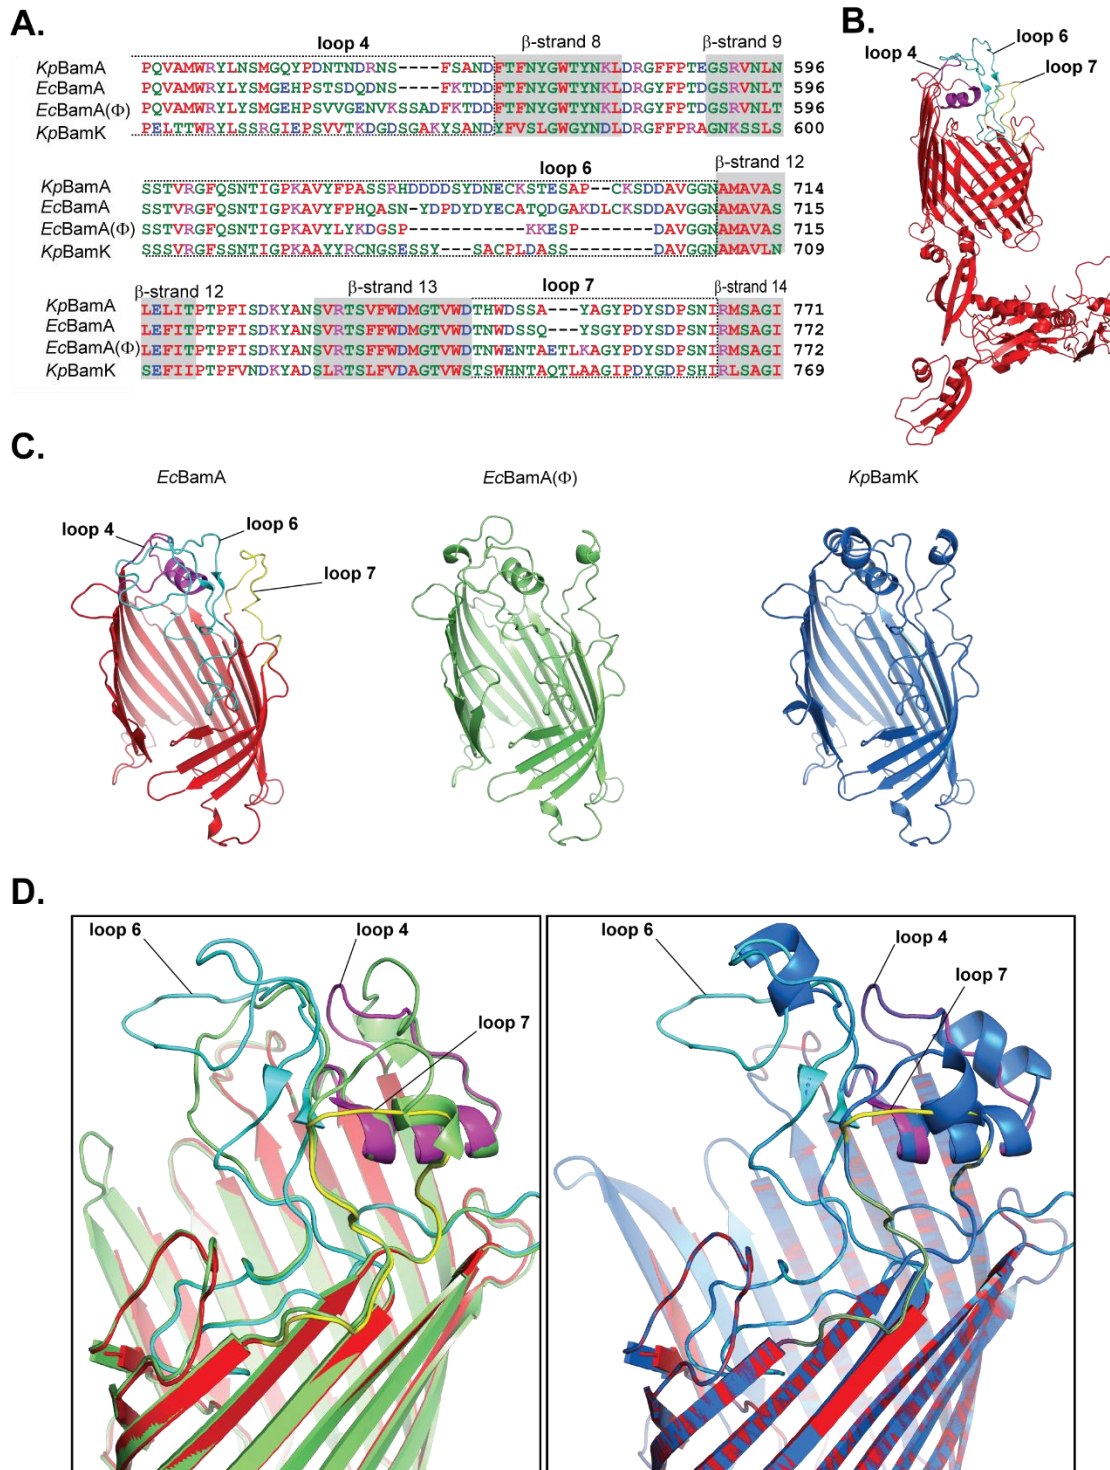 A.
loop 4 β-strand 8 β-strand 9
KpBamA PQVAMWRYLNSMGQYPDNTNDRNS----FSANDFTFNYGWTYNKLDRGFFPTEGSRVNLN 596
EcBamA PQVAMWRYLNSMGEHPSTSDQDNS----FKTDDFTFNYGWTYNKLDRGFFPTDGSRVNLT 596
EcBamA(Φ) PQVAMWRYLYSMGEHPSVVGENVKSSADFKTDDFTFNYGWTYNKLDRGFFPTDGSRVNLT 596
KpBamK PELTTWRYLSSRGIEPSVVTKDGDSGAKYSANDYFVSLGWGYNDLDRGFFPRAGNKSSLS 600
loop 6 β-strand 12
KpBamA SSTVRGFQSNTIGPKAVYFPASSRHDDDDSYDNECKSTESAP--CKSDDAVGGNAMAVAS 714
EcBamA SSTVRGFQSNTIGPKAVYFPHQASN-YDPDYDYECATQDGAKDLCKSDDAVGGNAMAVAS 715
EcBamA(Φ) SSTVRGFQSNTIGPKAVYLYKDGSP------------KKESP--------DAVGGNAMAVAS 715
KpBamK SSSVRGFSSNTIGPKAAYYRCNGSESSY---SACPLDASS-------DAVGGNAMAVLN 709
β-strand 12 β-strand 13 loop 7 β-strand 14
KpBamA LELITPTPFISDKYANSVRTSVFWDMGTVWDTHWDSSA---YAGYPDYSDPSNIRMSAGI 771
EcBamA LEFITPTPFISDKYANSVRTSFFWDMGTVWDTNWDSSQ---YSGYPDYSDPSNIRMSAGI 772
EcBamA(Φ) LEFITPTPFISDKYANSVRTSFFWDMGTVWDTNWENTAETLKAGYPDYSDPSNIRMSAGI 772
KpBamK SEFIIPTPFVNDKYADSLRTSLFVDAGTVWSTSWHNTAQTLAAGIPDYGDPSHIRLSAGI 769
B.
loop 4
loop 6
loop 7
C.
EcBamA EcBamA(Φ) KpBamK
loop 4
loop 6
loop 7
D.
loop 6
loop 4
loop 7
loop 6
loop 4
loop 7